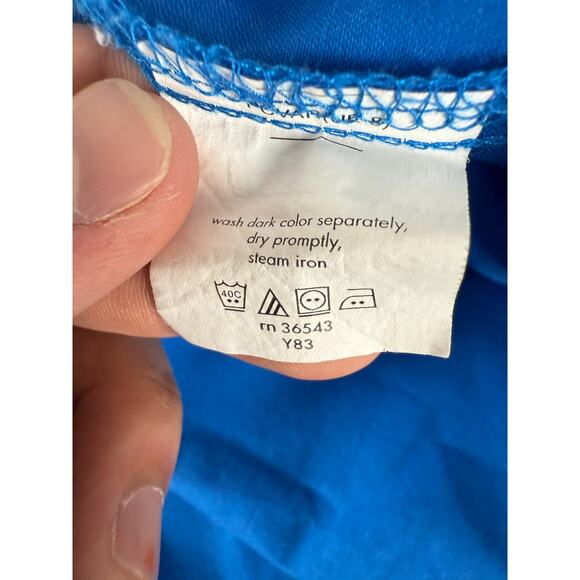 wash dark color separately,
dry promptly,
steam iron
40C
rn 36543
Y83